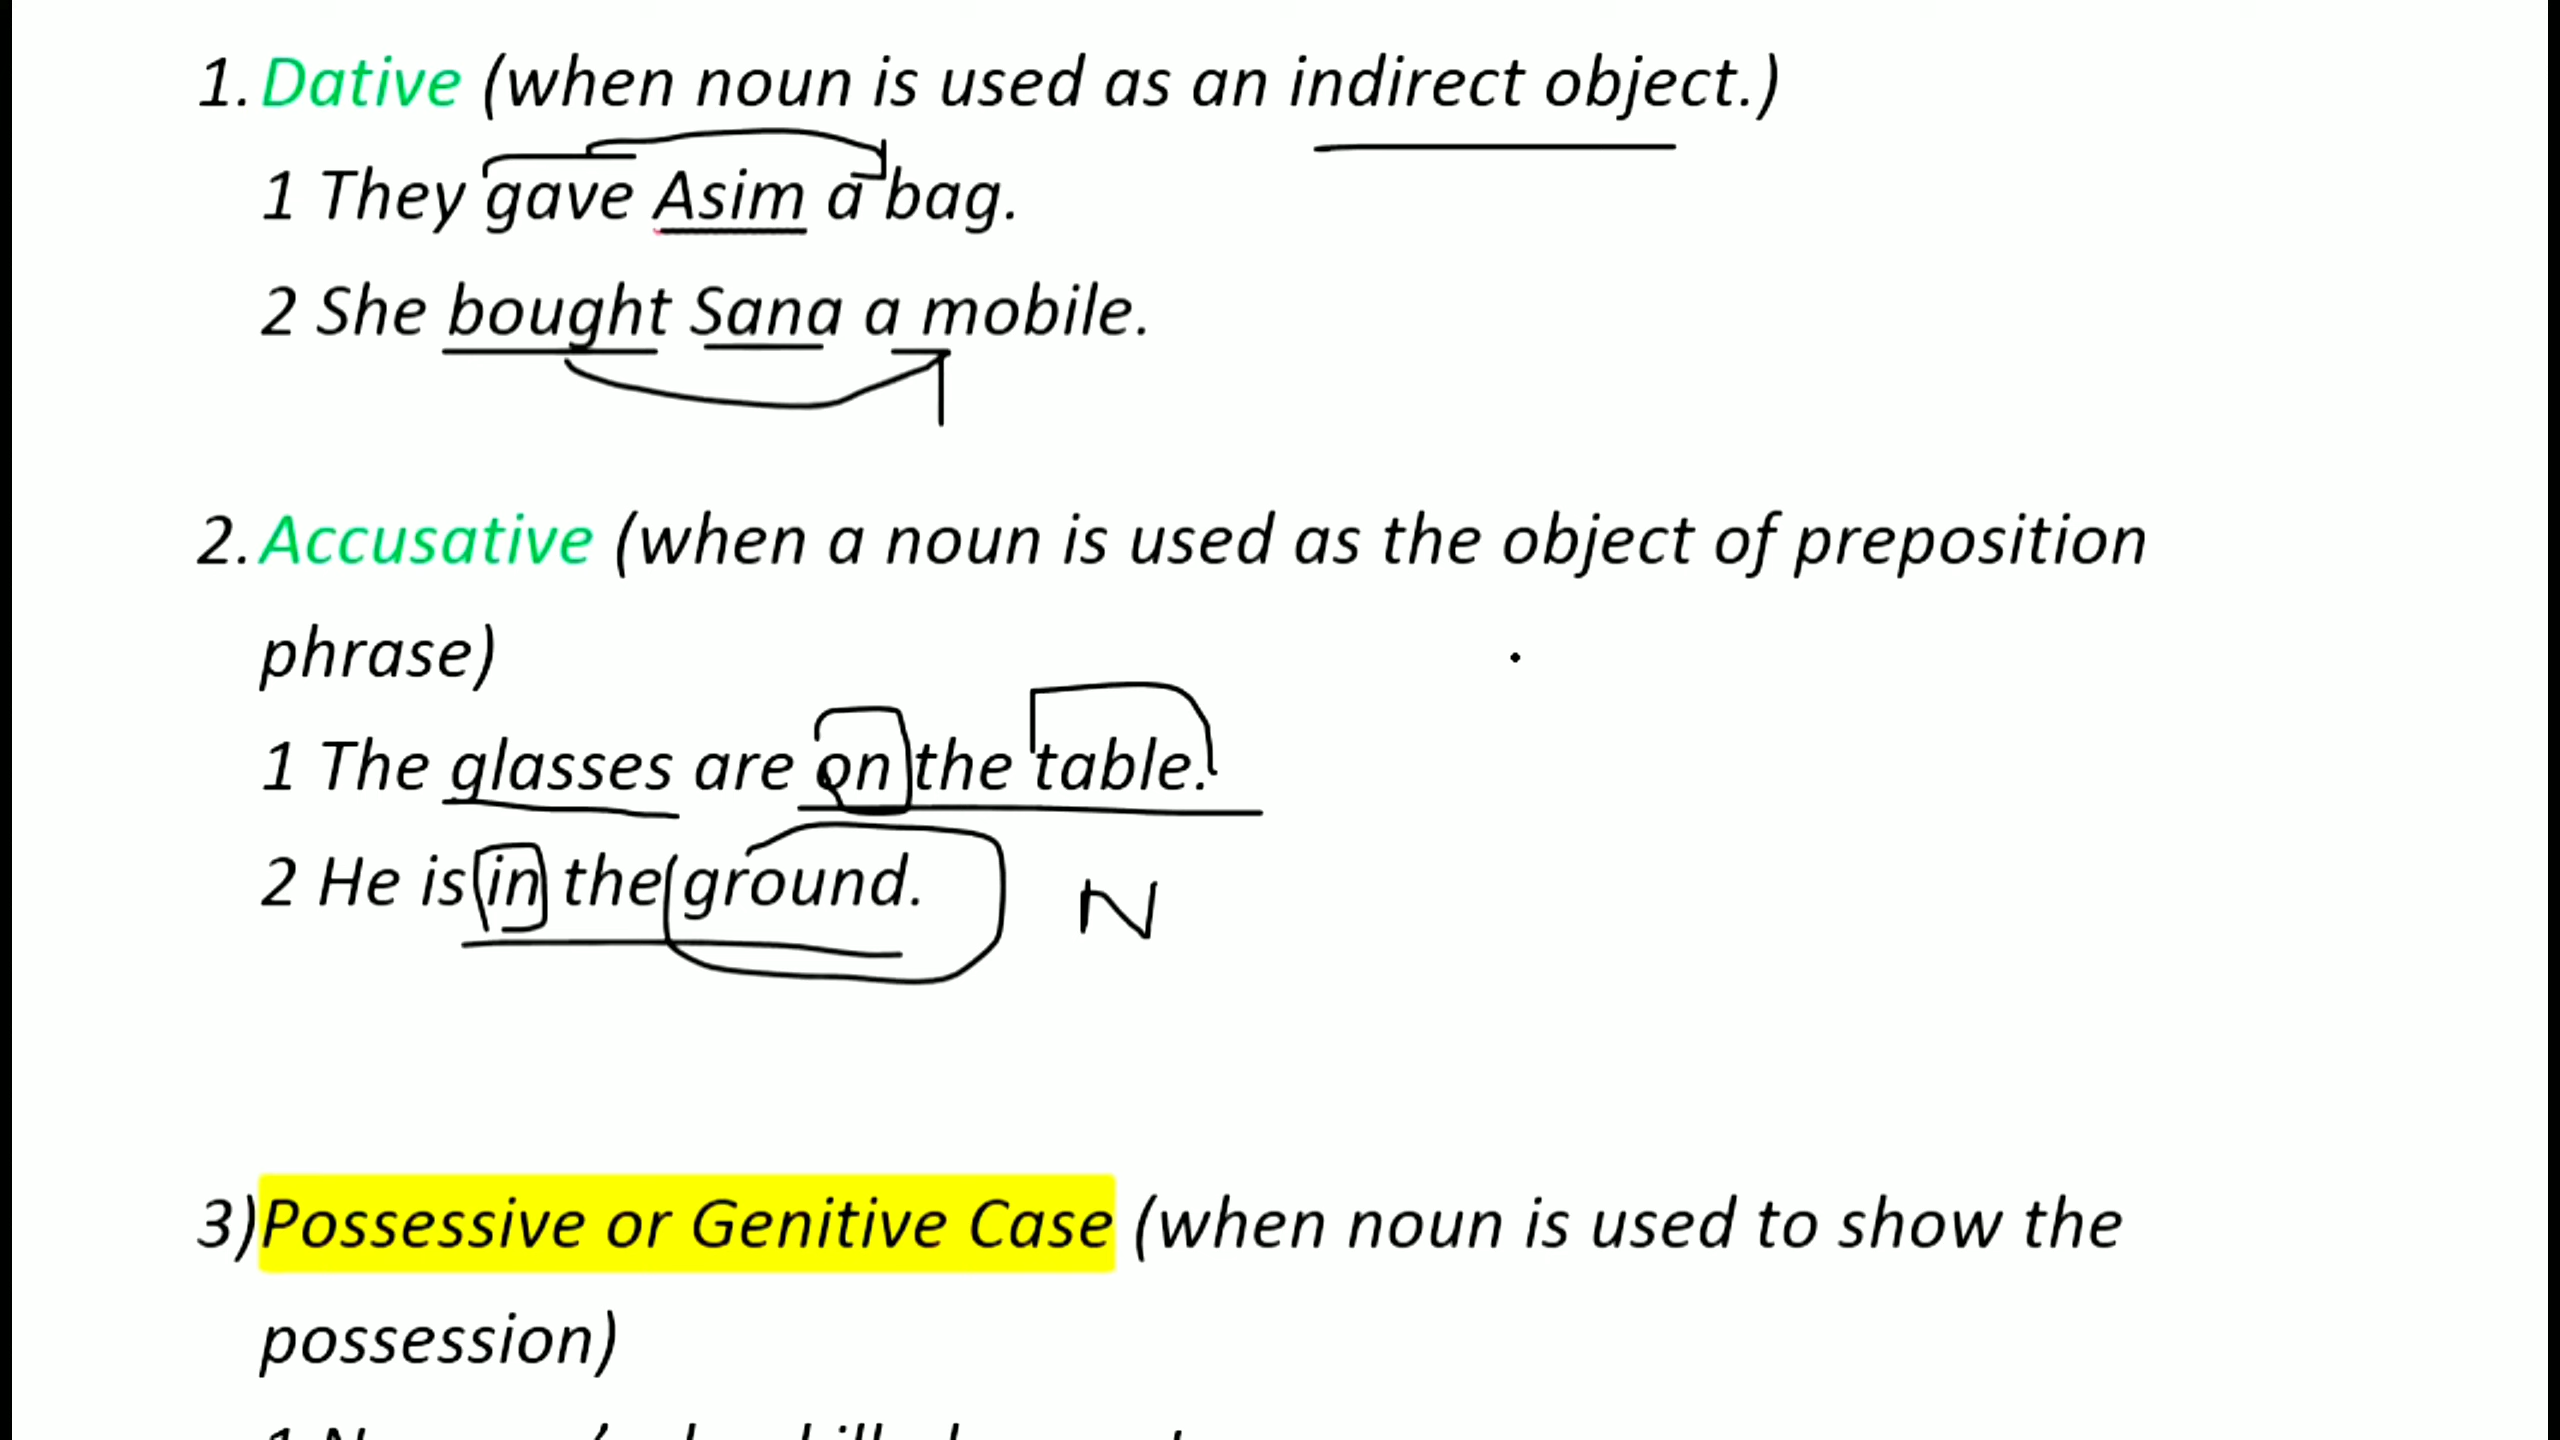 1. Dative (when noun is used as an indirect object.)
1 They gave Asim a bag.
2 She bought Sana a mobile.
2. Accusative (when a noun is used as the object of preposition
phrase)
1 The glasses are on the table.
2 He is in the ground.
N
3)Possessive or Genitive Case (when noun is used to show the
possession)